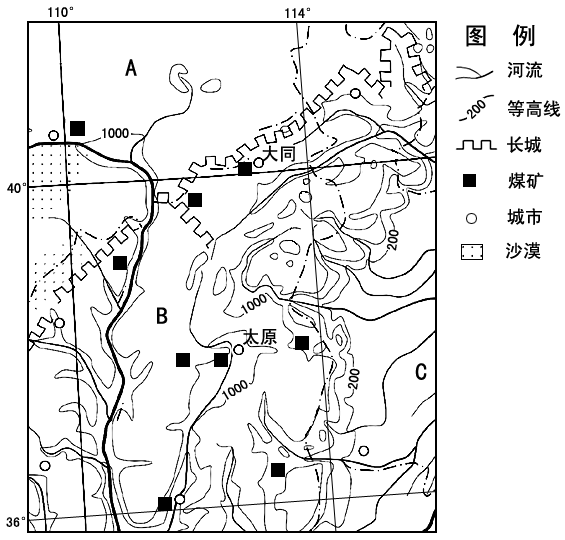 110°
114°
图 例
A
河流
200
等高线
1000
长城
大同
40°
煤矿
城市
200
沙漠
1000
B
太原
C
200
1000
36°